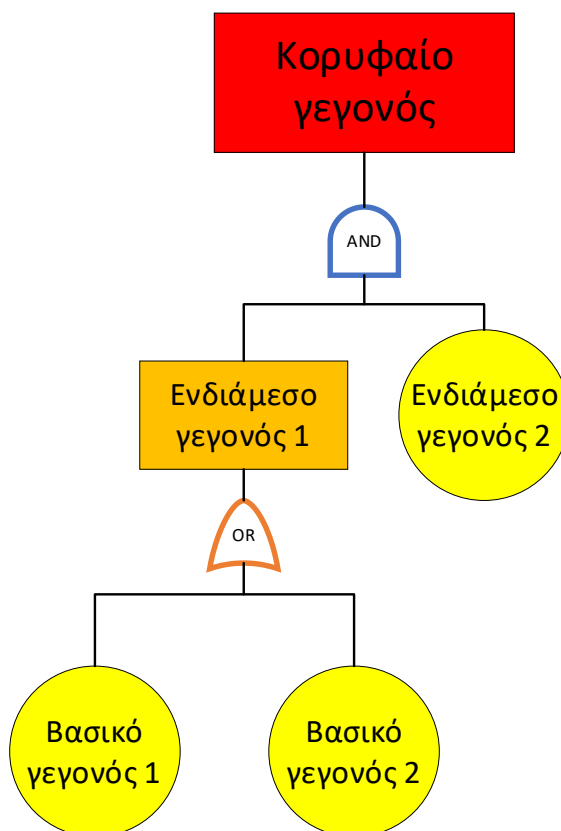 Κορυφαίο
γεγονός
AND
Ενδιάμεσο
γεγονός 1
Ενδιάμεσο
γεγονός 2
OR
Βασικό
γεγονός 1
Βασικό
γεγονός 2